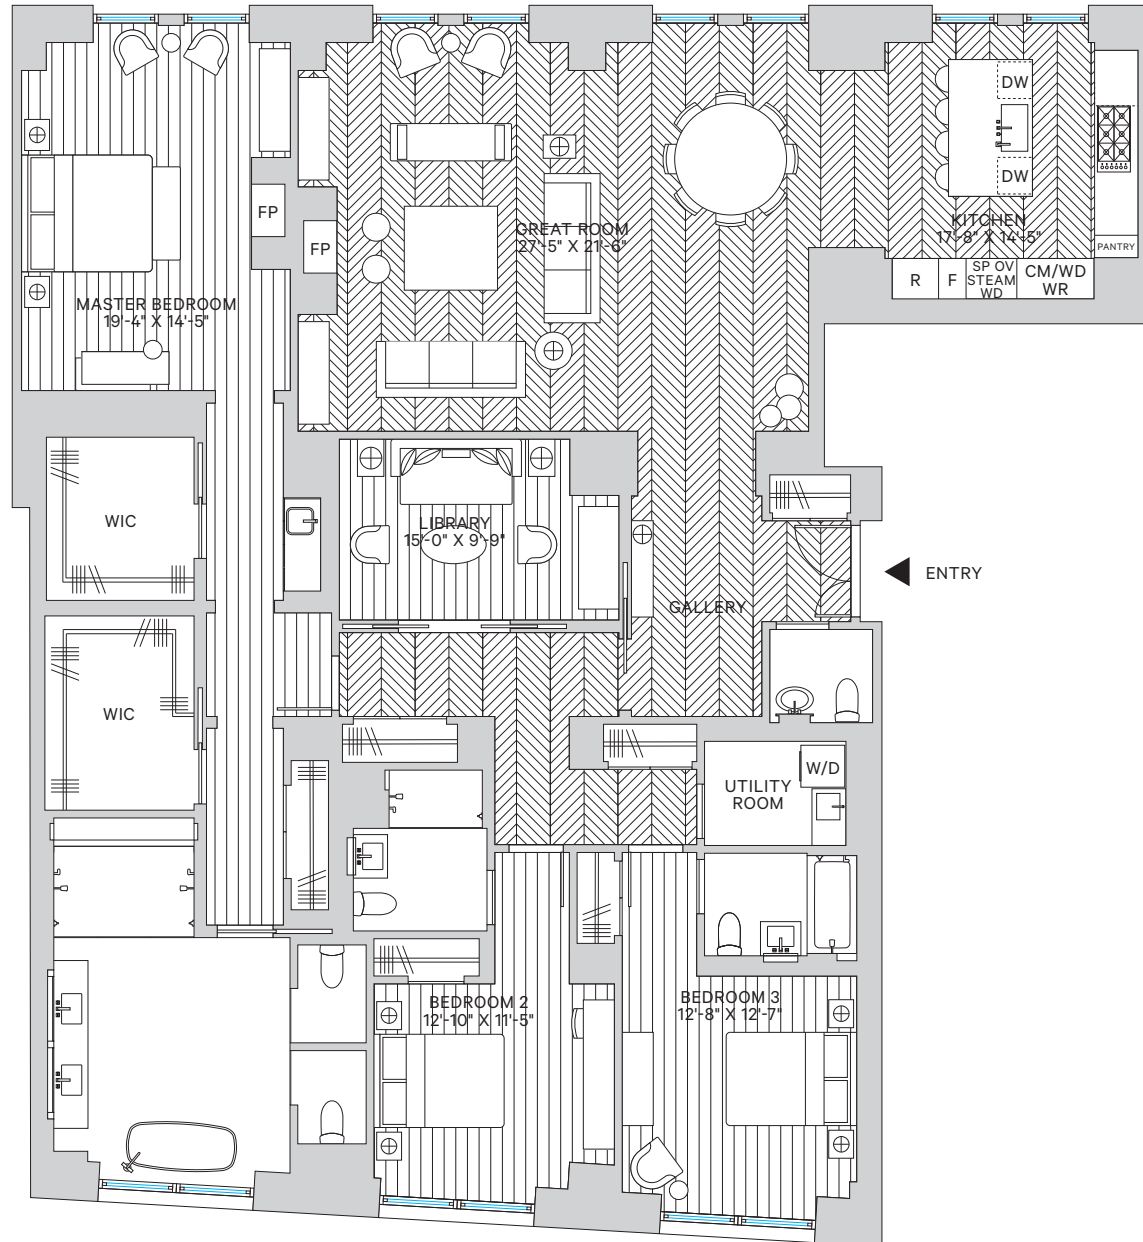 DW
FP
DW
FP
GREAT ROOM
27'-5" X 21'-6"
KITCHEN
17'-8" X 14'-5"
PANTRY
R
F
SP OV
STEAM
WD
CM/WD
WR
MASTER BEDROOM
19'-4" X 14'-5"
WIC
LIBRARY
15'-0" X 9'-9"
ENTRY
GALLERY
WIC
W/D
UTILITY
ROOM
BEDROOM 2
12'-10" X 11'-5"
BEDROOM 3
12'-8" X 12'-7"